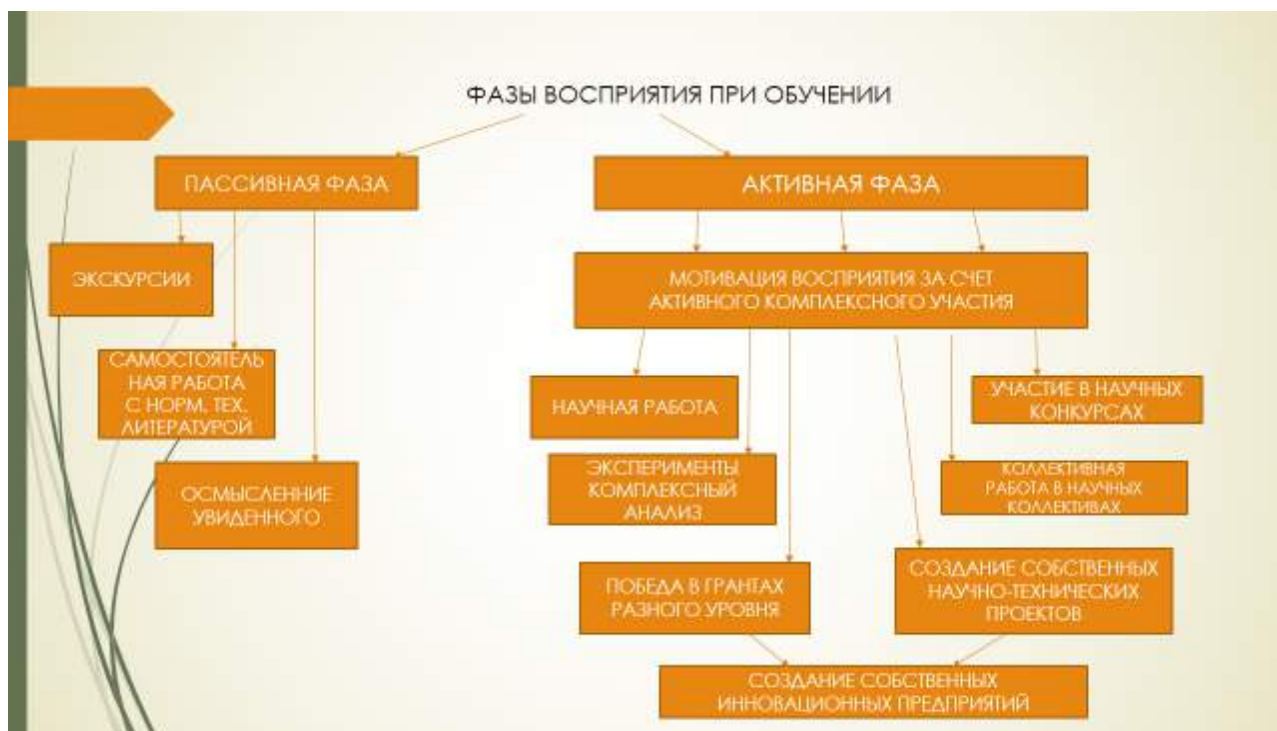 ФАЗЫ ВОСПРИЯТИЯ ПРИ ОБУЧЕНИИ
ПАССИВНАЯ ФАЗА
ЭКСКУРСИИ
САМОСТОЯТЕЛЬ
НАЯ РАБОТА
С НОРМ. ТЕХ.
ЛИТЕРАТУРОЙ
ОСМЫСЛЕННИЕ
УВИДЕННОГО
АКТИВНАЯ ФАЗА
МОТИВАЦИЯ ВОСПРИЯТИЯ ЗА СЧЕТ
АКТИВНОГО КОМПЛЕКСНОГО УЧАСТИЯ
НАУЧНАЯ РАБОТА
ЭКСПЕРИМЕНТЫ
КОМПЛЕКСНЫЙ
АНАЛИЗ
ПОБЕДА В ГРАНТАХ
РАЗНОГО УРОВНЯ
УЧАСТИЕ В НАУЧНЫХ
КОНКУРСАХ
КОЛЛЕКТИВНАЯ
РАБОТА В НАУЧНЫХ
КОЛЛЕКТИВАХ
СОЗДАНИЕ СОБСТВЕННЫХ
НАУЧНО-ТЕХНИЧЕСКИХ
ПРОЕКТОВ
СОЗДАНИЕ СОБСТВЕННЫХ
ИННОВАЦИОННЫХ ПРЕДПРИЯТИЙ